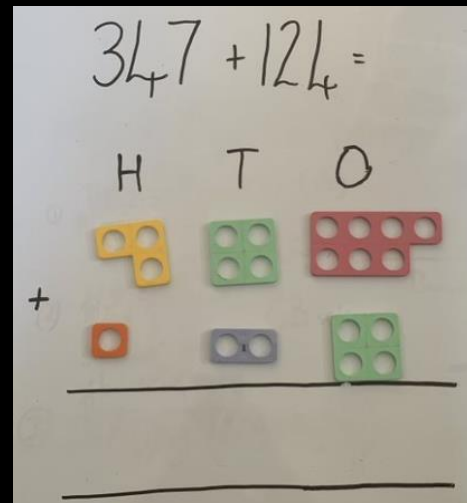 347 + 124 =
H T O
+